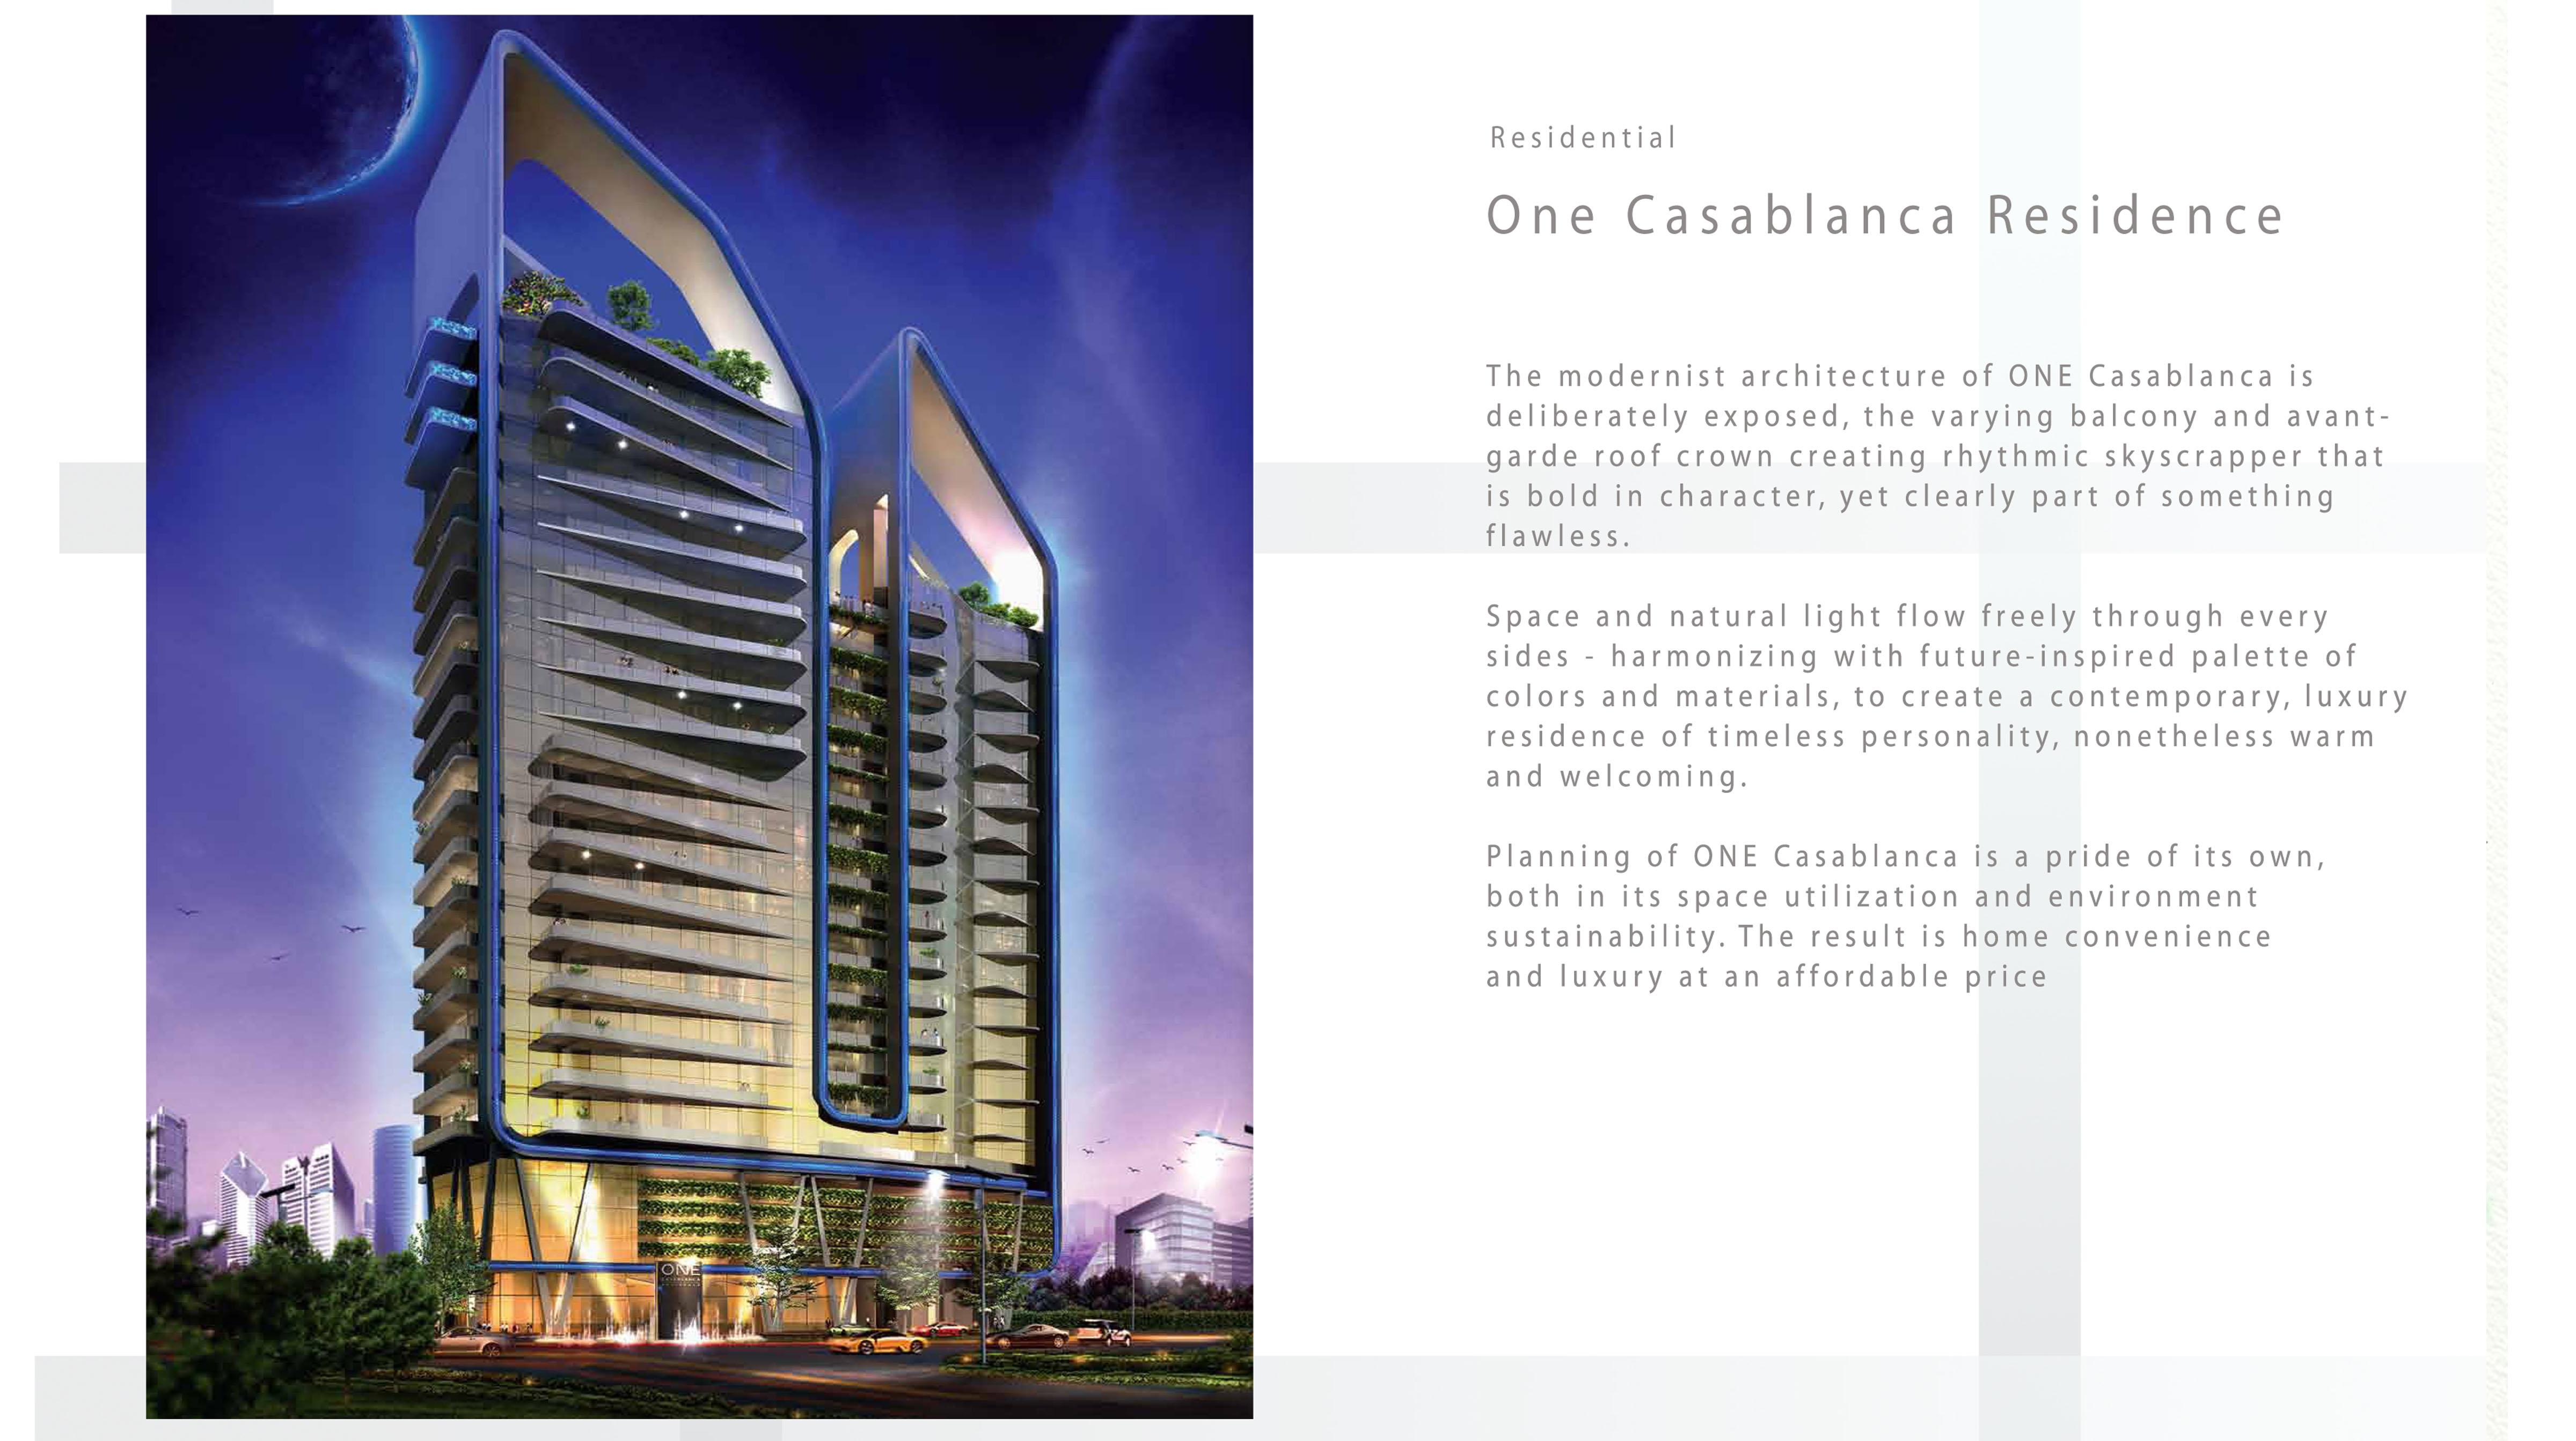 Residential
One Casablanca Residence
The modernist architecture of ONE Casablanca is
deliberately exposed, the varying balcony and avant-
garde roof crown creating rhythmic skyscrapper that
is bold in character, yet clearly part of something
flawless.
Space and natural light flow freely through every
sides - harmonizing with future-inspired palette of
colors and materials, to create a contemporary, luxury
residence of timeless personality, nonetheless warm
and welcoming.
Planning of ONE Casablanca is a pride of its own,
both in its space utilization and environment
sustainability. The result is home convenience
and luxury at an affordable price
ONE